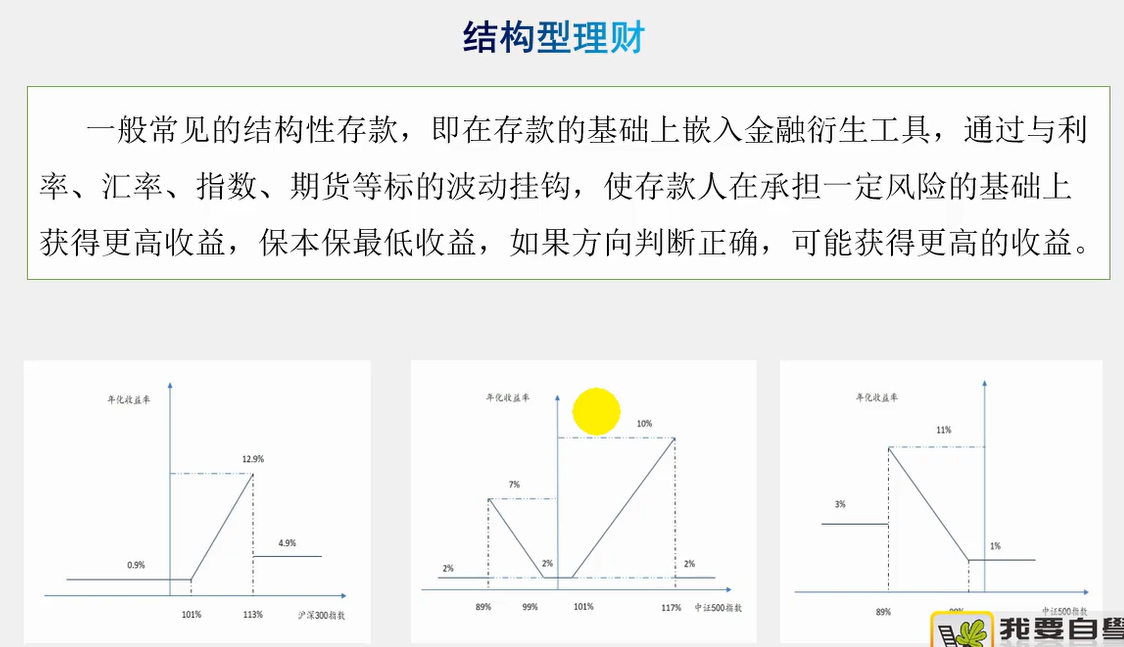 结构型理财
一般常见的结构性存款，即在存款的基础上嵌入金融衍生工具，通过与利
率、汇率、指数、期货等标的波动挂钩，使存款人在承担一定风险的基础上
获得更高收益，保本保最低收益，如果方向判断正确，可能获得更高的收益。
年化收益率
12.9%
4.9%
0.9%
101%
113%
沪深300指数
年化收益率
10%
7%
2%
2%
2%
89%
99%
101%
117%
中证500指数
年化收益率
11%
3%
1%
89%
中证500指数
我要自學